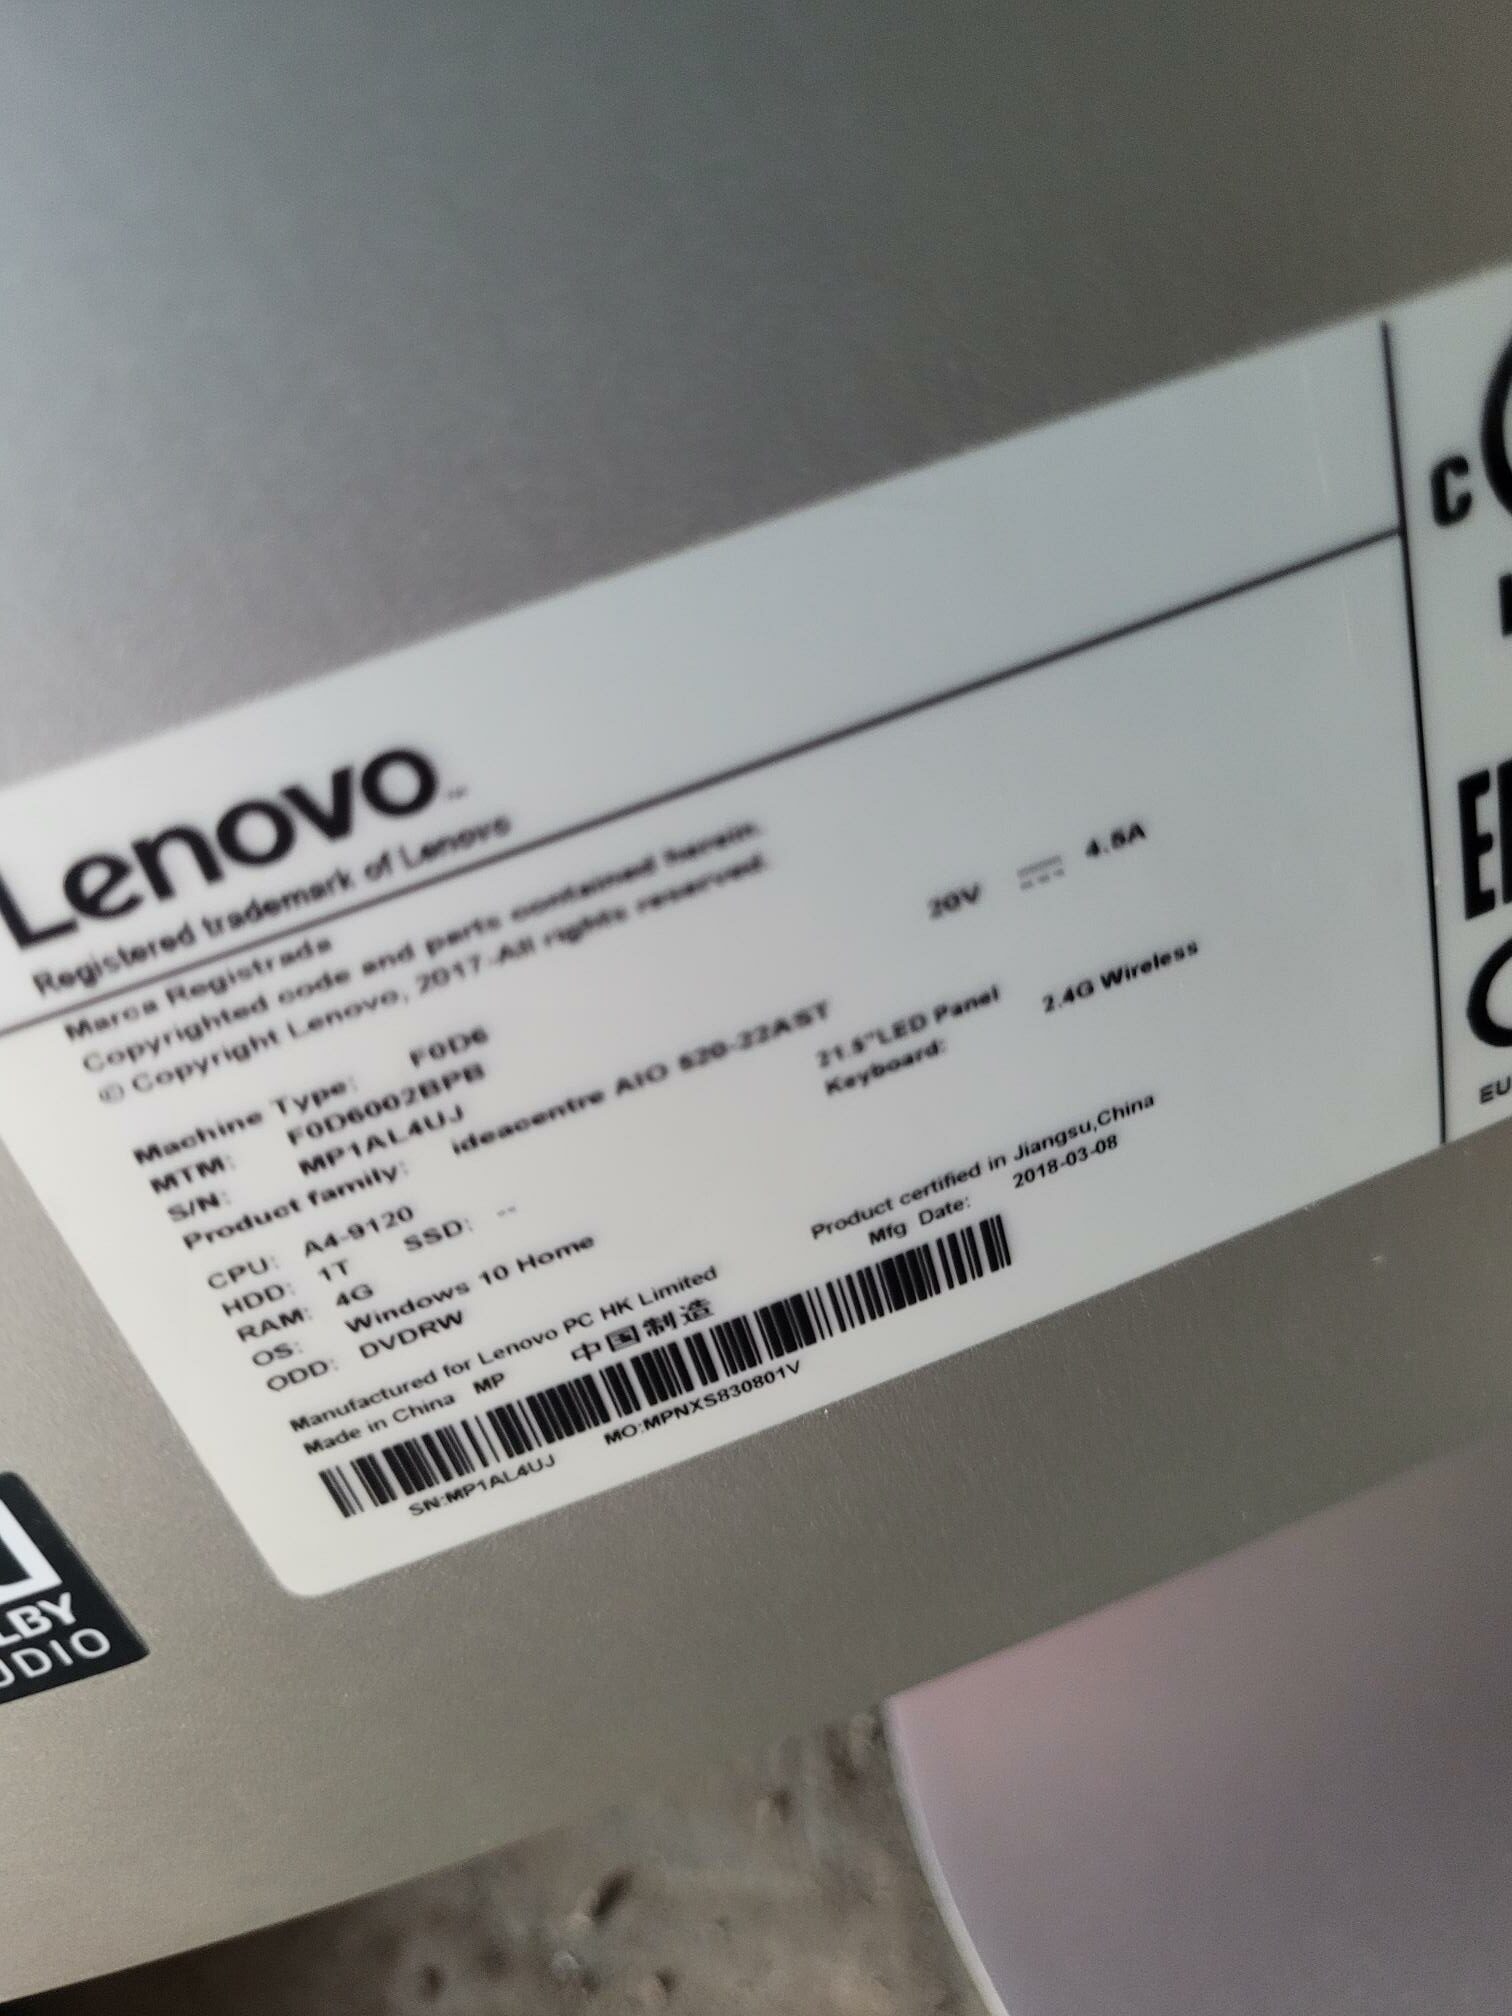 Lenovo™
Registered trademark of Lenovo
Marca Registrada
Copyrighted code and parts contained herein.
© Copyright Lenovo, 2017.All rights reserved.
20V 4.5A
Machine Type: F0D6
MTM: F0D6002BPB
S/N: MP1AL4UJ
Product family: ideacentre AIO 520-22AST
21.5"LED Panel
Keyboard: 2.4G Wireless
CPU: A4-9120
HDD: 1T SSD: --
RAM: 4G
OS: Windows 10 Home
ODD: DVDRW
Manufactured for Lenovo PC HK Limited
Made in China MP 中国制造
Product certified in Jiangsu,China
Mfg Date: 2018-03-08
SN:MP1AL4UJ MO:MPNXS830801V
LBY
UDIO
C
EU